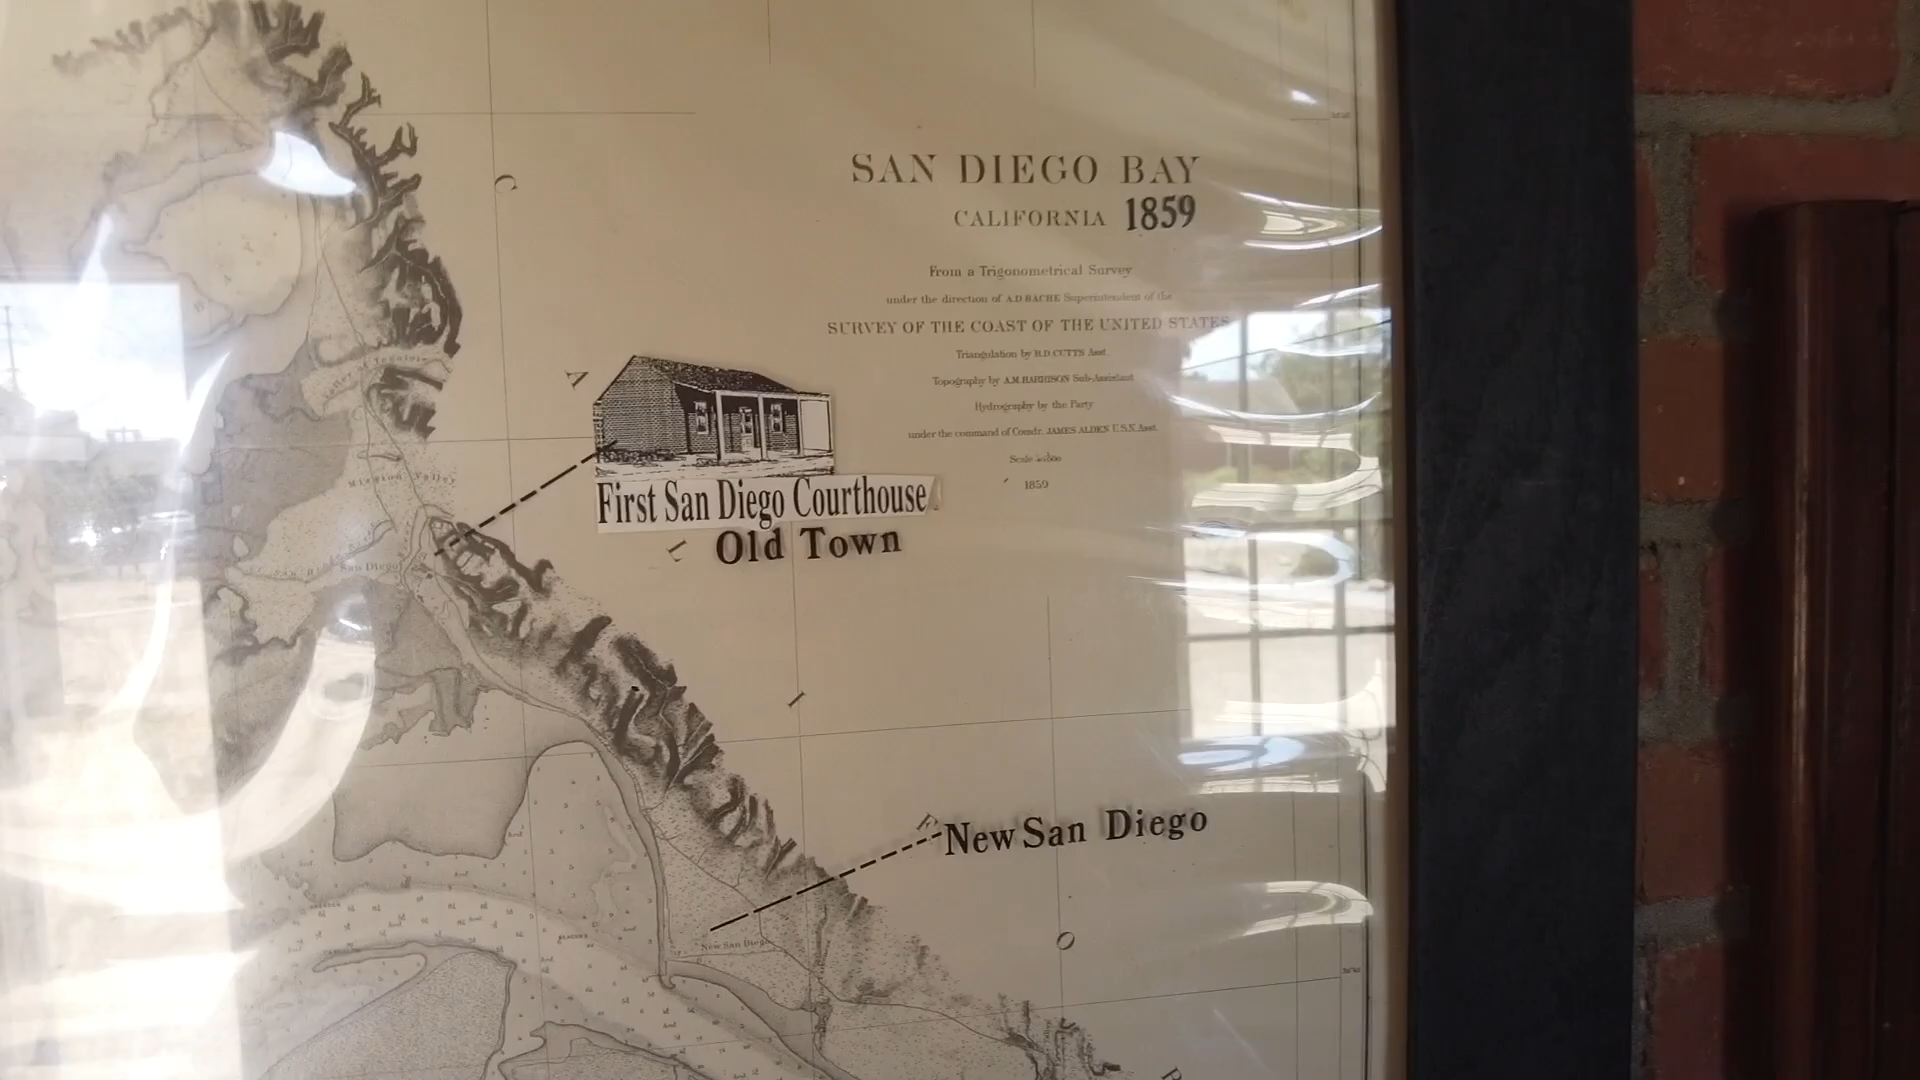 SAN DIEGO BAY
CALIFORNIA 1859
From a Trigonometrical Survey
under the direction of A.D. BACHE Superintendent of the
SURVEY OF THE COAST OF THE UNITED STATES
Triangulation by R.D. CUTTS Asst.
Topography by A.M. HARRISON Sub-Assistant
Hydrography by the Party
under the command of Comdr. JAMES ALDEN U.S.N. Asst.
Scale
1859
First San Diego Courthouse
Old Town
Mission Valley
San Diego
New San Diego
New San Diego
C
A
L
I
F
O
R